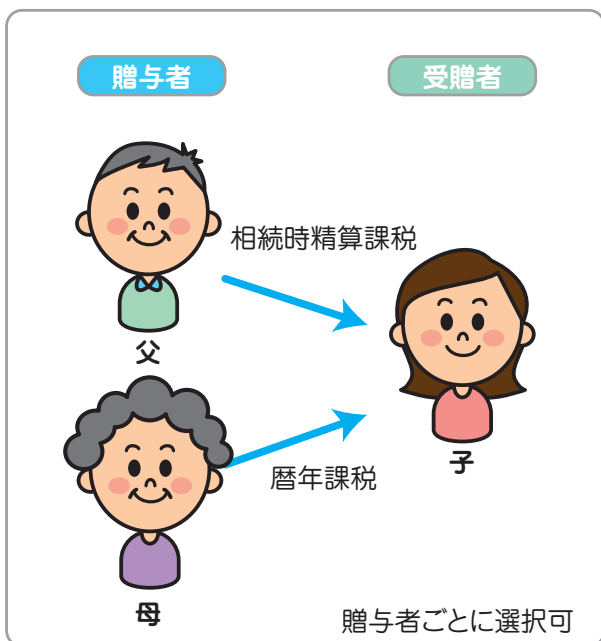 贈与者
受贈者
相続時精算課税
父
子
暦年課税
母
贈与者ごとに選択可